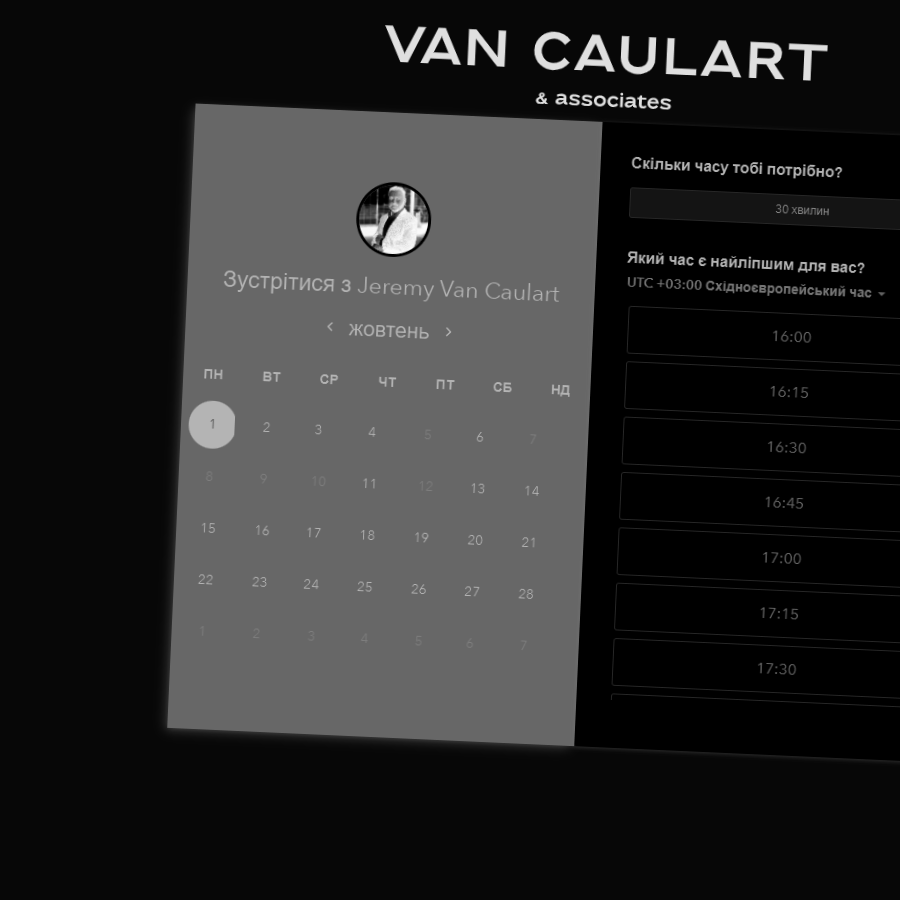 VAN CAULART
& associates
Зустрітися з Jeremy Van Caulart
жовтень
ПН ВТ СР ЧТ ПТ СБ НД
1 2 3 4 5 6 7
8 9 10 11 12 13 14
15 16 17 18 19 20 21
22 23 24 25 26 27 28
1 2 3 4 5 6 7
Скільки часу тобі потрібно?
30 хвилин
Який час є найліпшим для вас?
UTC +03:00 Східноєвропейський час
16:00
16:15
16:30
16:45
17:00
17:15
17:30